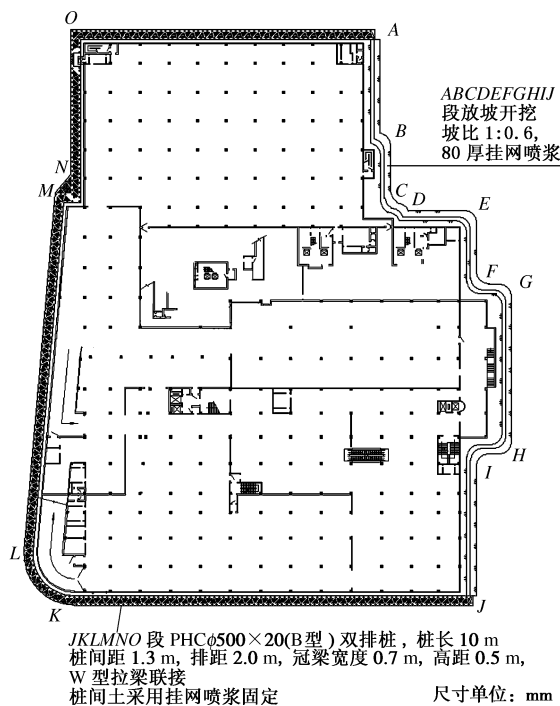 O
A
ABCDEFGHIJ
段放坡开挖
坡比 1:0.6,
80 厚挂网喷浆
B
N
M
C
D
E
F
G
H
I
L
K
J
JKLMNO 段 PHCϕ500×20(B型) 双排桩, 桩长 10 m
桩间距 1.3 m, 排距 2.0 m, 冠梁宽度 0.7 m, 高距 0.5 m,
W 型拉梁联接
桩间土采用挂网喷浆固定
尺寸单位: mm